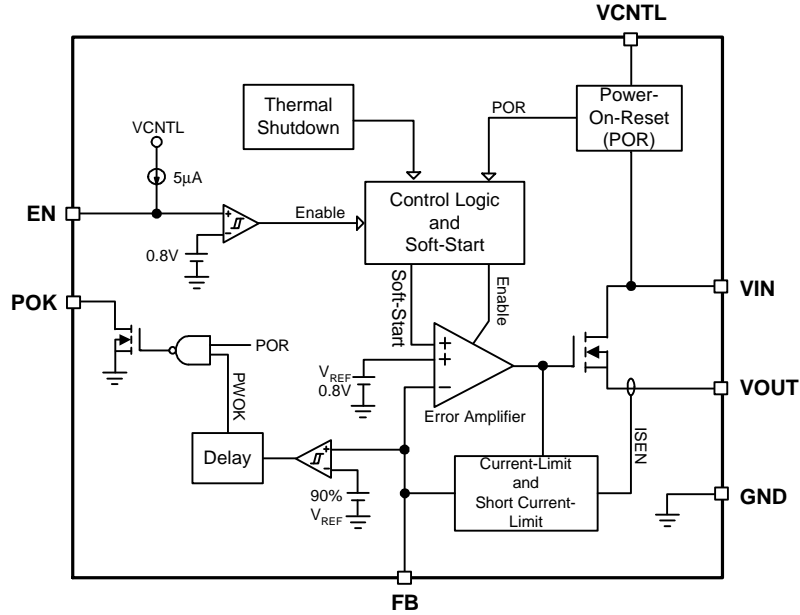 VCNTL
Thermal
Shutdown
POR
Power-
On-Reset
(POR)
VCNTL
5µA
EN
Enable
Control Logic
and
Soft-Start
0.8V
POK
Soft-Start
Enable
VIN
POR
VREF
0.8V
PWOK
Error Amplifier
VOUT
ISEN
Delay
90%
VREF
Current-Limit
and
Short Current-
Limit
GND
FB